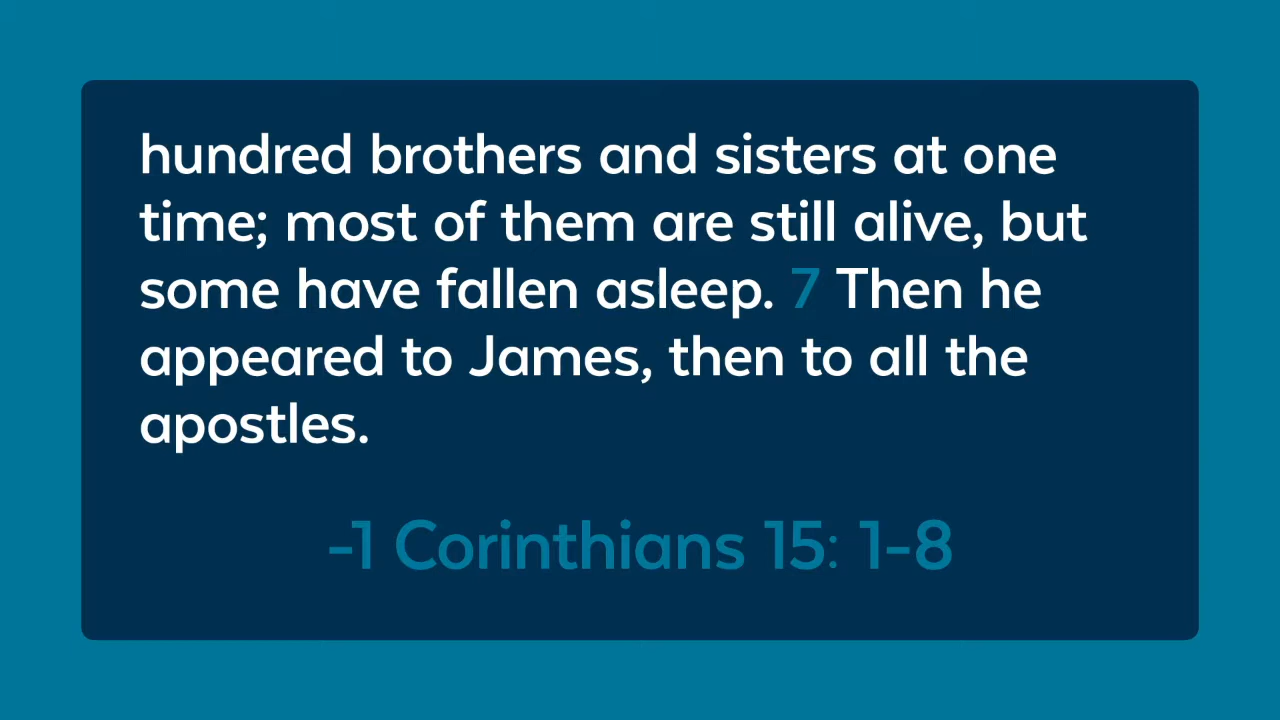 hundred brothers and sisters at one
time; most of them are still alive, but
some have fallen asleep. 7 Then he
appeared to James, then to all the
apostles.
-1 Corinthians 15: 1-8